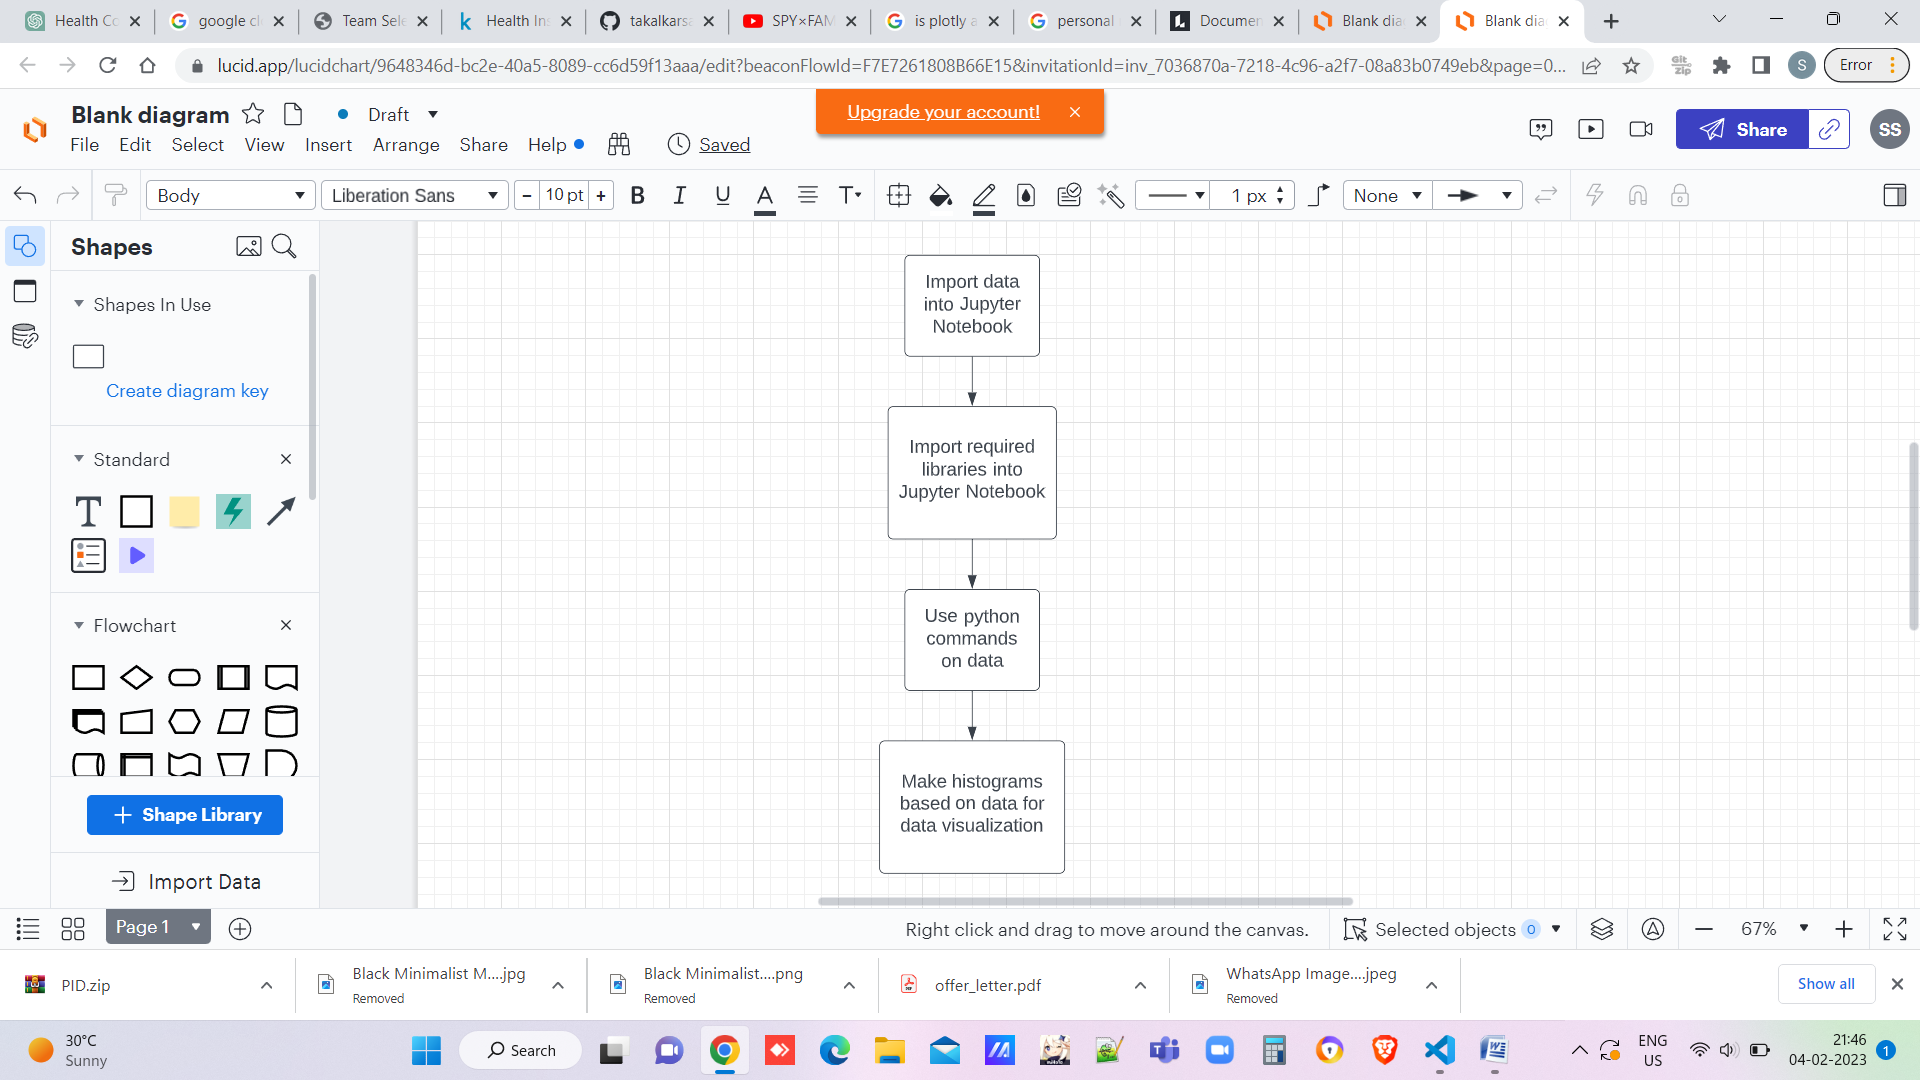 Health Co
google cl
Team Sele
Health Ins
takalkarsa
SPY×FAM
is plotly a
personal
Documen
Blank dia
Blank dia
lucid.app/lucidchart/9648346d-bc2e-40a5-8089-cc6d59f13aaa/edit?beaconFlowId=F7E7261808B66E15&invitationId=inv_7036870a-7218-4c96-a2f7-08a83b0749eb&page=0...
Git
Zip
S
Error
Blank diagram
Draft
Upgrade your account!
File
Edit
Select
View
Insert
Arrange
Share
Help
Saved
Share
SS
Body
Liberation Sans
10 pt
B
I
U
A
T
1 px
None
Shapes
Shapes In Use
Create diagram key
Standard
T
Flowchart
Shape Library
Import Data
Import data
into Jupyter
Notebook
Import required
libraries into
Jupyter Notebook
Use python
commands
on data
Make histograms
based on data for
data visualization
Page 1
Right click and drag to move around the canvas.
Selected objects 0
67%
PID.zip
Black Minimalist M....jpg
Removed
Black Minimalist....png
Removed
offer_letter.pdf
WhatsApp Image....jpeg
Removed
Show all
30°C
Sunny
Search
ENG
US
21:46
04-02-2023
1